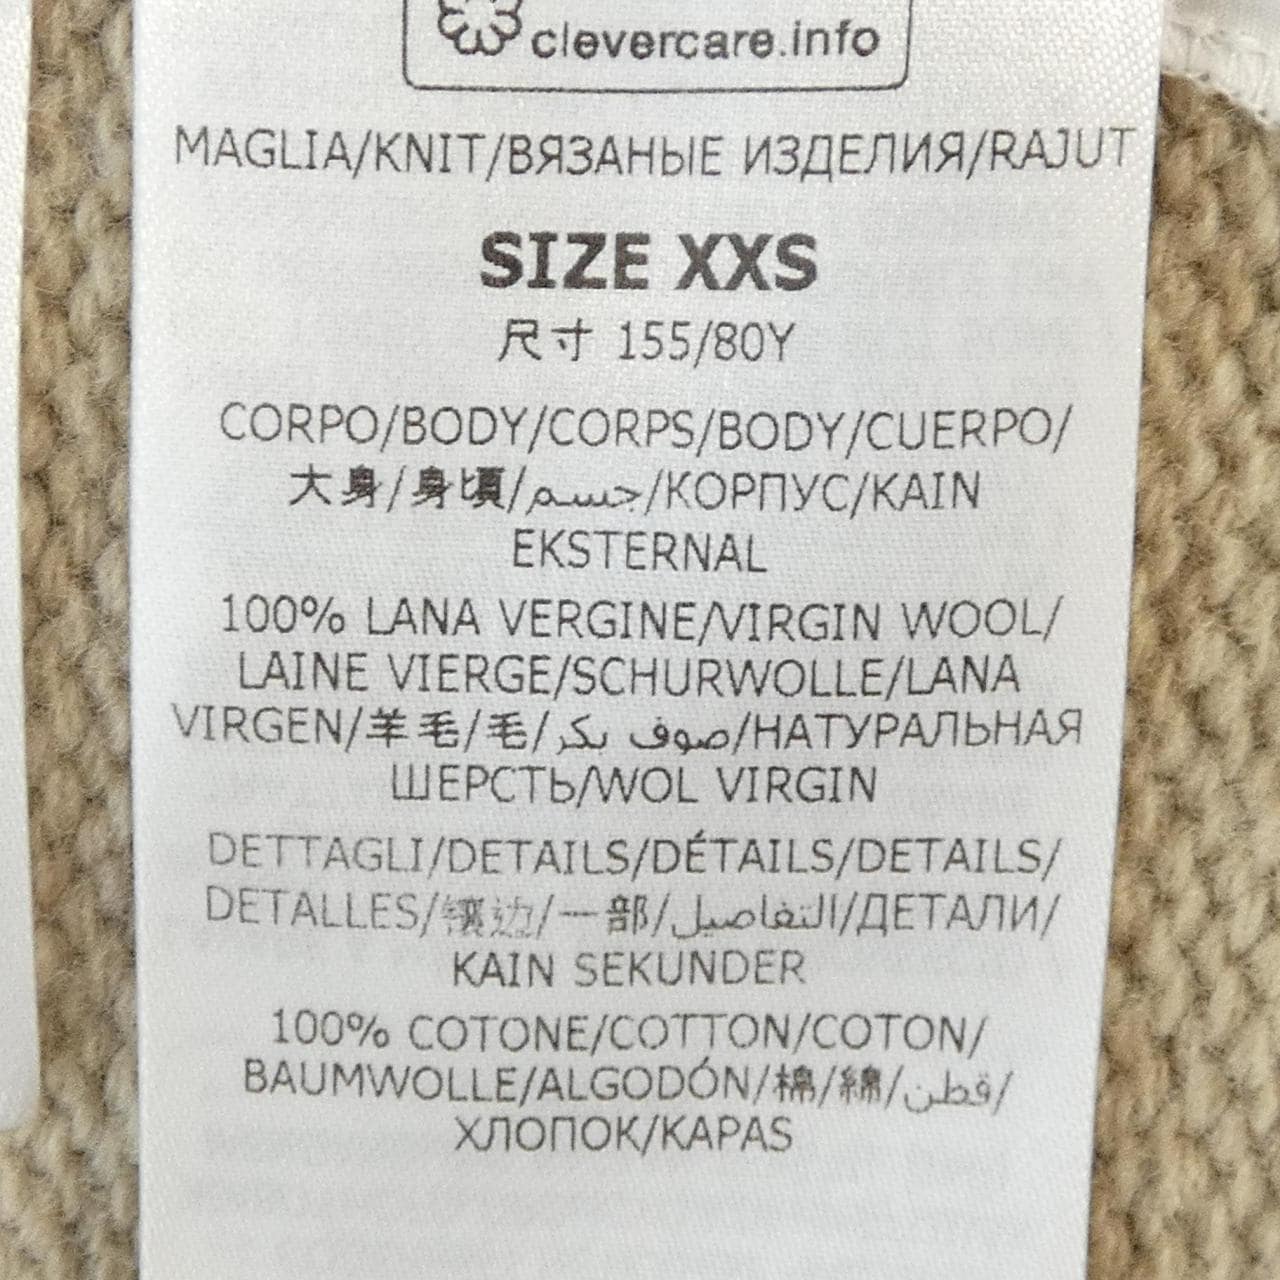 clevercare.info
MAGLIA/KNIT/ВЯЗАНЫЕ ИЗДЕЛИЯ/RAJUT
SIZE XXS
尺寸 155/80Y
CORPO/BODY/CORPS/BODY/CUERPO/
大身/身頃/جسم/КОРПУС/KAIN
EKSTERNAL
100% LANA VERGINE/VIRGIN WOOL/
LAINE VIERGE/SCHURWOLLE/LANA
VIRGEN/羊毛/毛/صوف بكر/НАТУРАЛЬНАЯ
ШЕРСТЬ/WOL VIRGIN
DETTAGLI/DETAILS/DÉTAILS/DETAILS/
DETALLES/镶边/一部/التفاصيل/ДЕТАЛИ/
KAIN SEKUNDER
100% COTONE/COTTON/COTON/
BAUMWOLLE/ALGODÓN/棉/綿/قطن/
ХЛОПОК/KAPAS